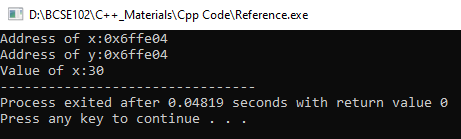 D:\BCSE102\C++_Materials\Cpp Code\Reference.exe
Address of x:0x6ffe04
Address of y:0x6ffe04
Value of x:30
--------------------------------
Process exited after 0.04819 seconds with return value 0
Press any key to continue . . .